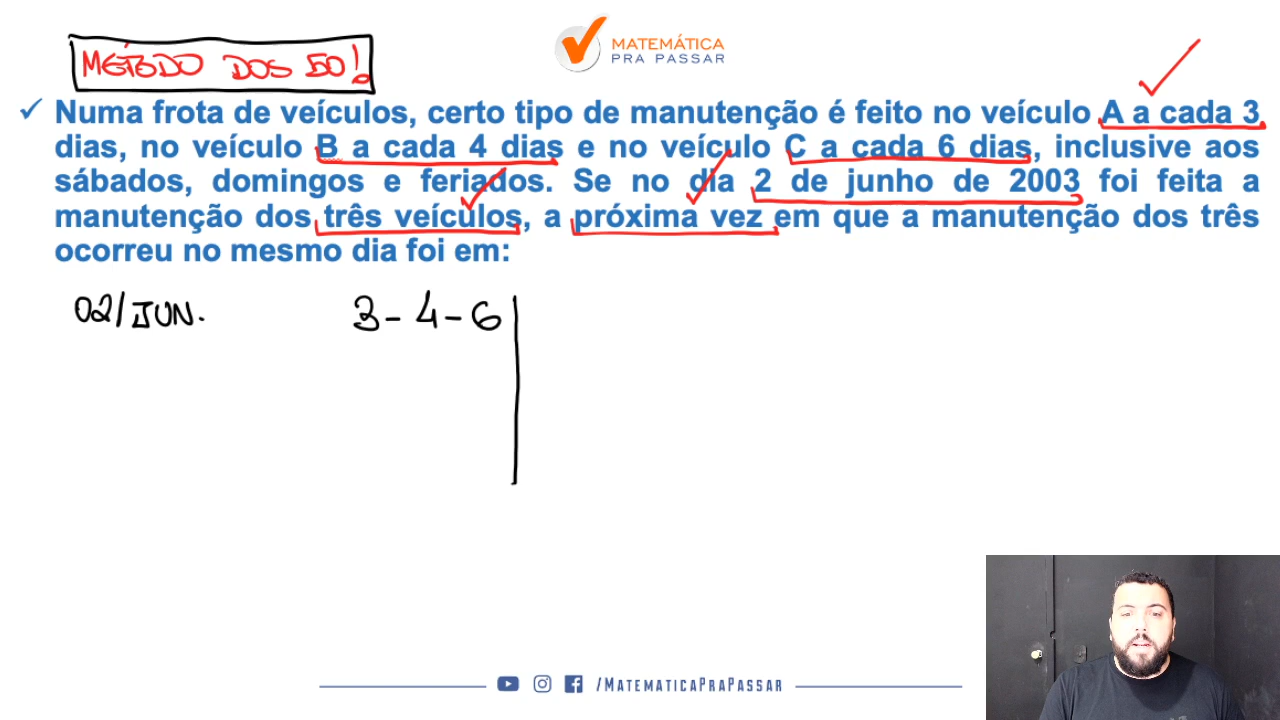 MÉTODO DOS 50!
MATEMÁTICA
PRA PASSAR
Numa frota de veículos, certo tipo de manutenção é feito no veículo A a cada 3
dias, no veículo B a cada 4 dias e no veículo C a cada 6 dias, inclusive aos
sábados, domingos e feriados. Se no dia 2 de junho de 2003 foi feita a
manutenção dos três veículos, a próxima vez em que a manutenção dos três
ocorreu no mesmo dia foi em:
02/JUN. 3-4-6
/MATEMATICAPRAPASSAR